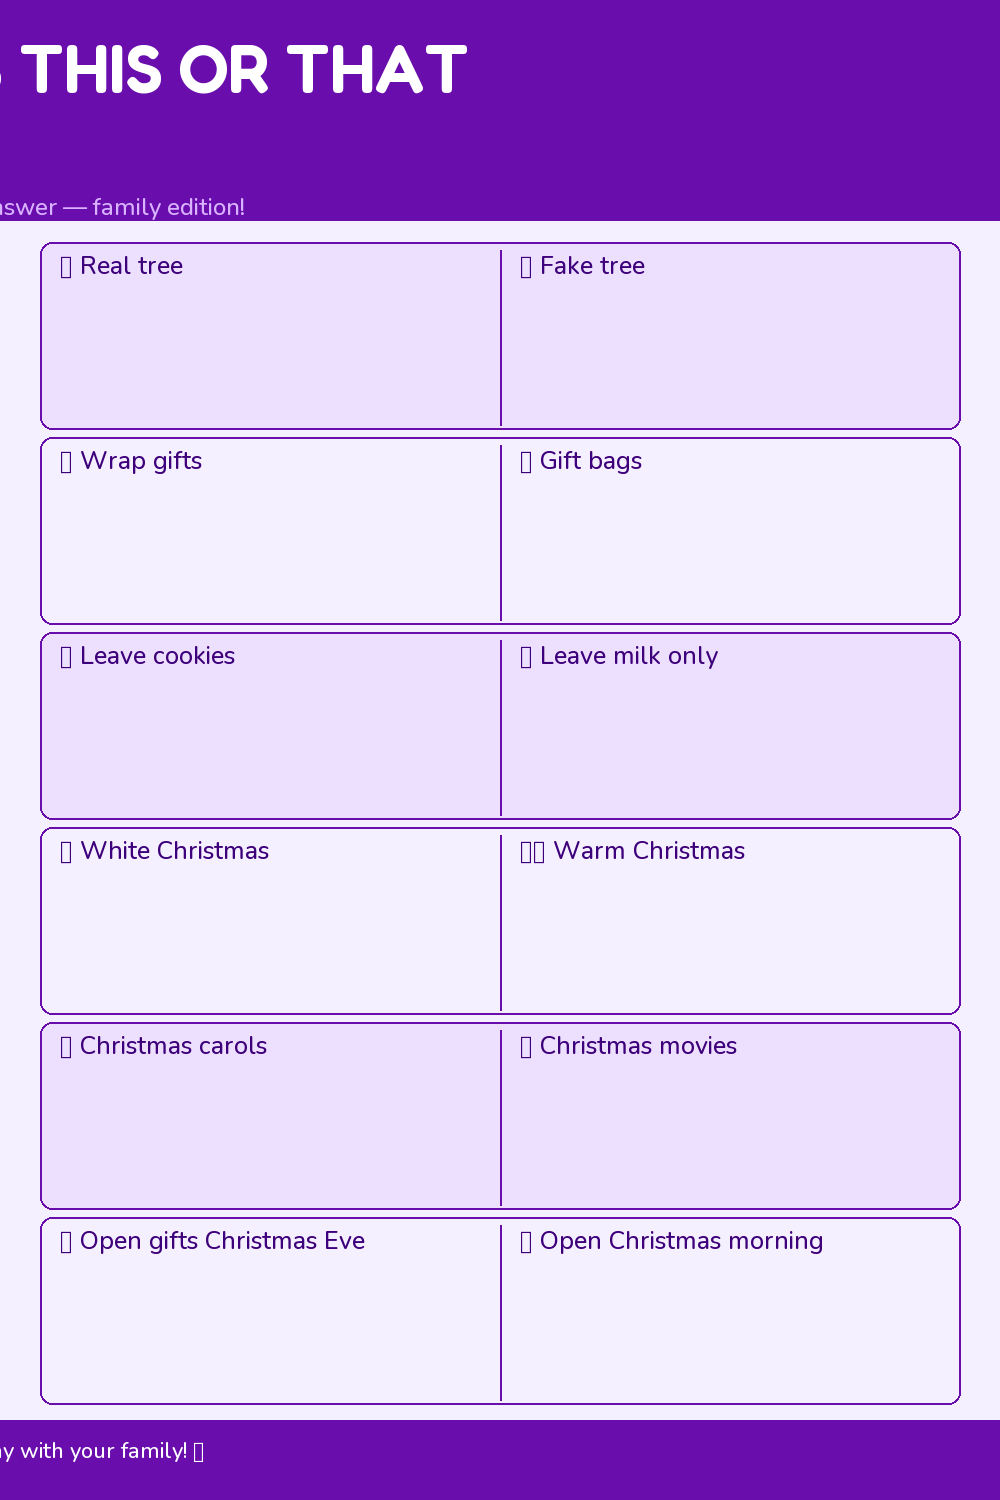 THIS OR THAT
answer — family edition!
Real tree
Fake tree
Wrap gifts
Gift bags
Leave cookies
Leave milk only
White Christmas
Warm Christmas
Christmas carols
Christmas movies
Open gifts Christmas Eve
Open Christmas morning
with your family!